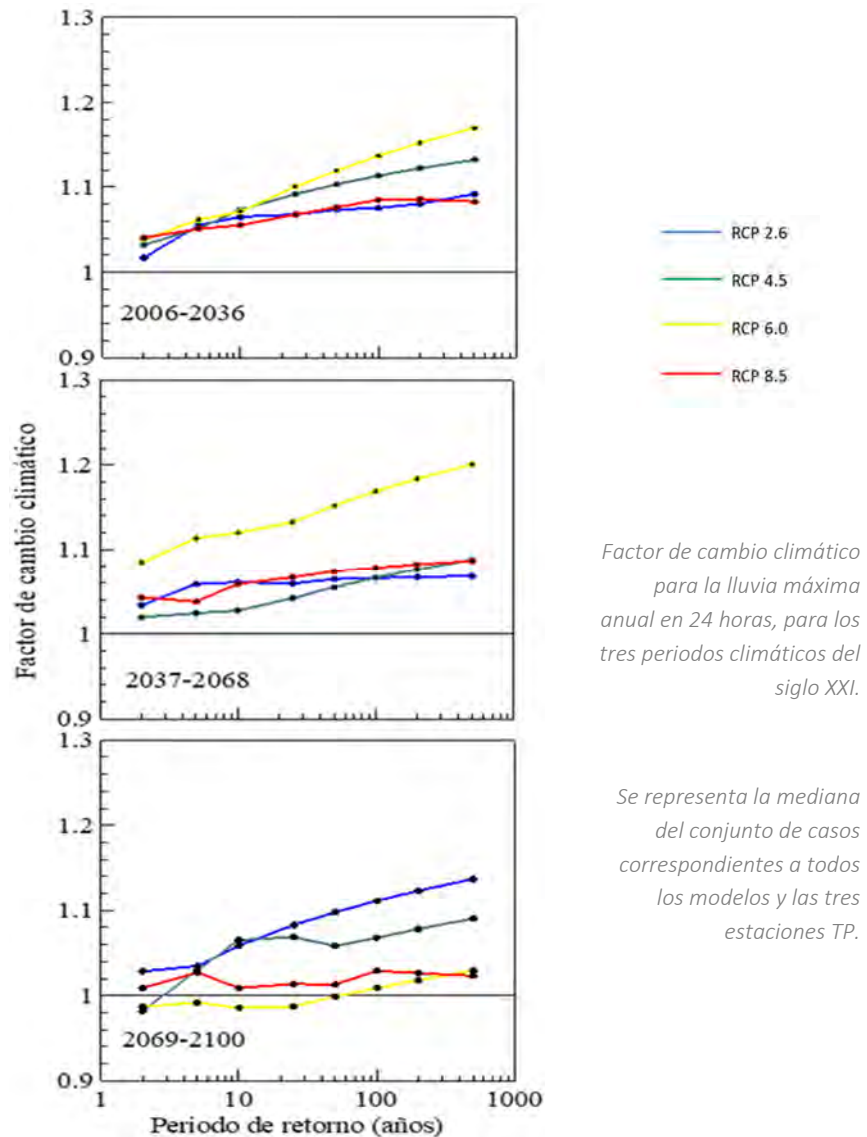 1.3
1.2
1.1
1
0.9
2006-2036
1.3
1.2
1.1
1
0.9
2037-2068
1.3
1.2
1.1
1
0.9
2069-2100
1
10
100
1000
Periodo de retorno (años)
Factor de cambio climático
RCP 2.6
RCP 4.5
RCP 6.0
RCP 8.5
Factor de cambio climático
para la lluvia máxima
anual en 24 horas, para los
tres periodos climáticos del
siglo XXI.
Se representa la mediana
del conjunto de casos
correspondientes a todos
los modelos y las tres
estaciones TP.